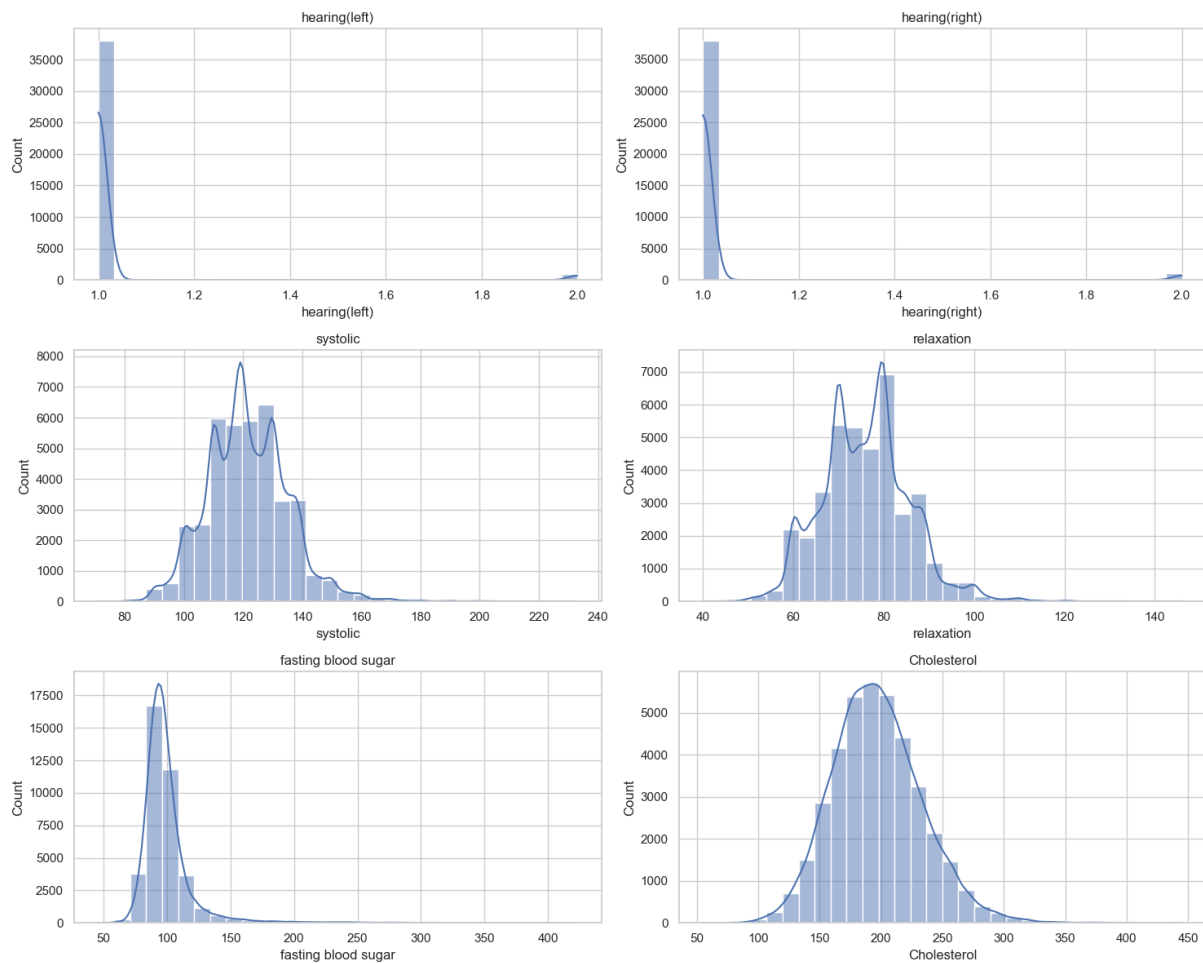 hearing(left)
Count
35000
30000
25000
20000
15000
10000
5000
0
1.0 1.2 1.4 1.6 1.8 2.0
hearing(left)
hearing(right)
Count
35000
30000
25000
20000
15000
10000
5000
0
1.0 1.2 1.4 1.6 1.8 2.0
hearing(right)
systolic
Count
8000
7000
6000
5000
4000
3000
2000
1000
0
80 100 120 140 160 180 200 220 240
systolic
relaxation
Count
7000
6000
5000
4000
3000
2000
1000
0
40 60 80 100 120 140
relaxation
fasting blood sugar
Count
17500
15000
12500
10000
7500
5000
2500
0
50 100 150 200 250 300 350 400
fasting blood sugar
Cholesterol
Count
5000
4000
3000
2000
1000
0
50 100 150 200 250 300 350 400 450
Cholesterol